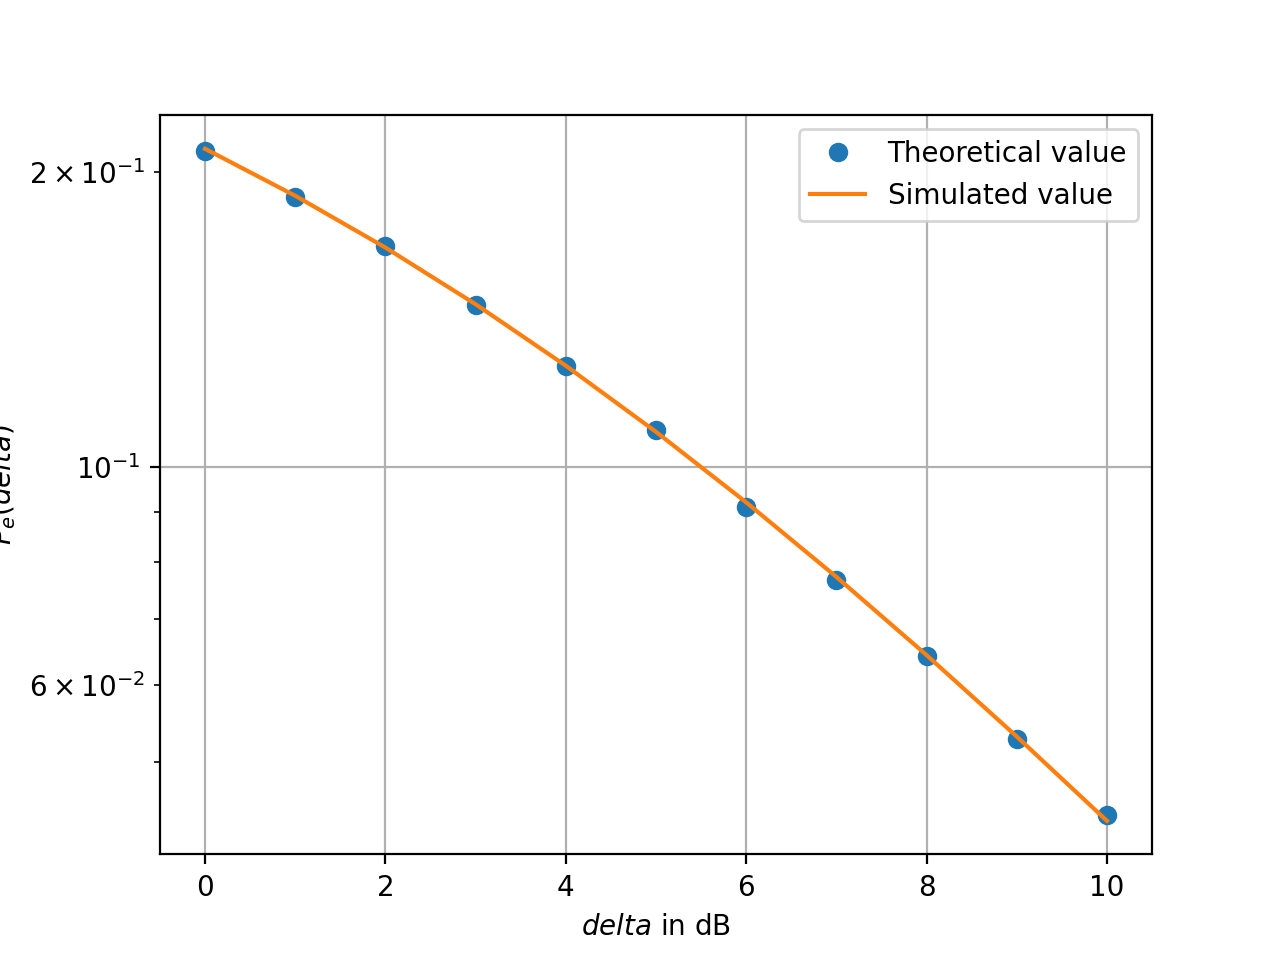 Theoretical value
Simulated value
2 × 10⁻¹
10⁻¹
6 × 10⁻²
0 2 4 6 8 10
delta in dB